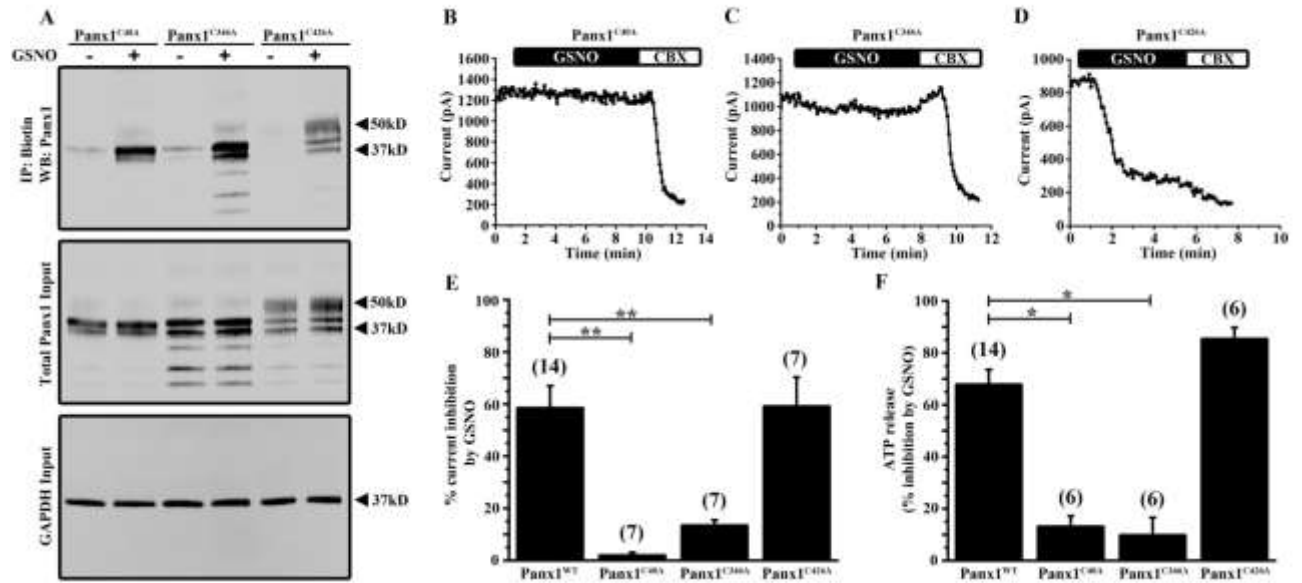 A
Panx1C40A Panx1C346A Panx1C426A
GSNO - + - + - +
IP: Biotin
WB: Panx1
50kD
37kD
Total Panx1 Input
50kD
37kD
GAPDH Input
37kD
B
Panx1C40A
GSNO CBX
Current (pA)
1600
1400
1200
1000
800
600
400
200
0
0 2 4 6 8 10 12 14
Time (min)
C
Panx1C346A
GSNO CBX
Current (pA)
1400
1200
1000
800
600
400
200
0
0 2 4 6 8 10 12
Time (min)
D
Panx1C426A
GSNO CBX
Current (pA)
1000
800
600
400
200
0
0 2 4 6 8 10
Time (min)
E
% current inhibition
by GSNO
100
80
60
40
20
0
**
**
(14)
(7)
(7)
(7)
Panx1WT Panx1C40A Panx1C346A Panx1C426A
F
ATP release
(% inhibition by GSNO)
100
80
60
40
20
0
*
*
(14)
(6)
(6)
(6)
Panx1WT Panx1C40A Panx1C346A Panx1C426A